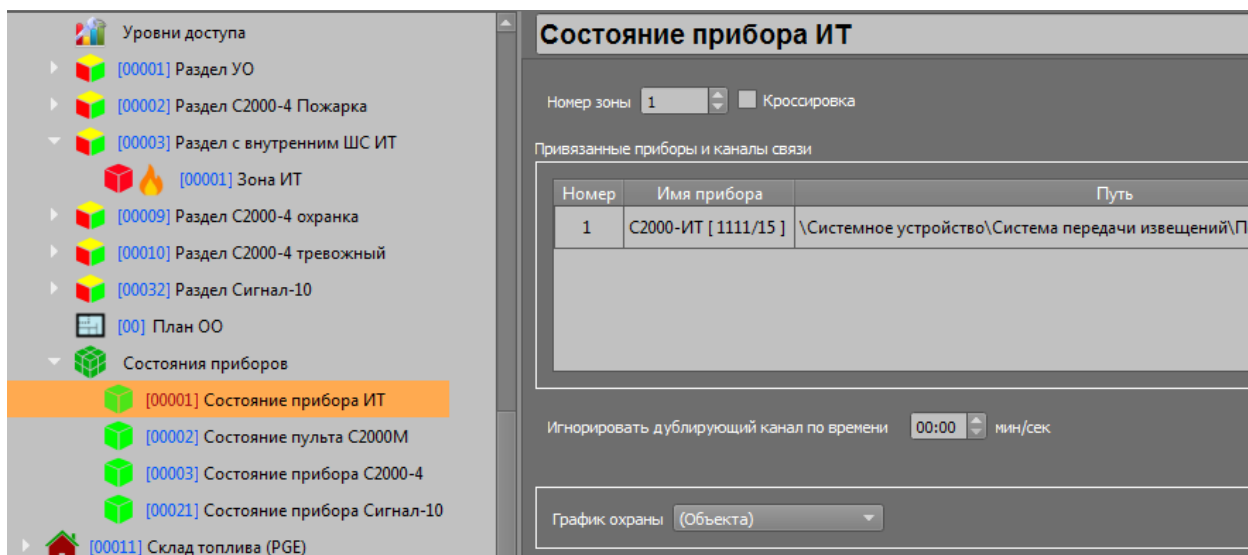 Уровни доступа
[00001] Раздел УО
[00002] Раздел С2000-4 Пожарка
[00003] Раздел с внутренним ШС ИТ
[00001] Зона ИТ
[00009] Раздел С2000-4 охранка
[00010] Раздел С2000-4 тревожный
[00032] Раздел Сигнал-10
[00] План ОО
Состояния приборов
[00001] Состояние прибора ИТ
[00002] Состояние пульта С2000М
[00003] Состояние прибора С2000-4
[00021] Состояние прибора Сигнал-10
[00011] Склад топлива (PGE)
Состояние прибора ИТ
Номер зоны 1 Кроссировка
Привязанные приборы и каналы связи
Номер Имя прибора Путь
1 С2000-ИТ [ 1111/15 ] \Системное устройство\Система передачи извещений\П
Игнорировать дублирующий канал по времени 00:00 мин/сек
График охраны (Объекта)